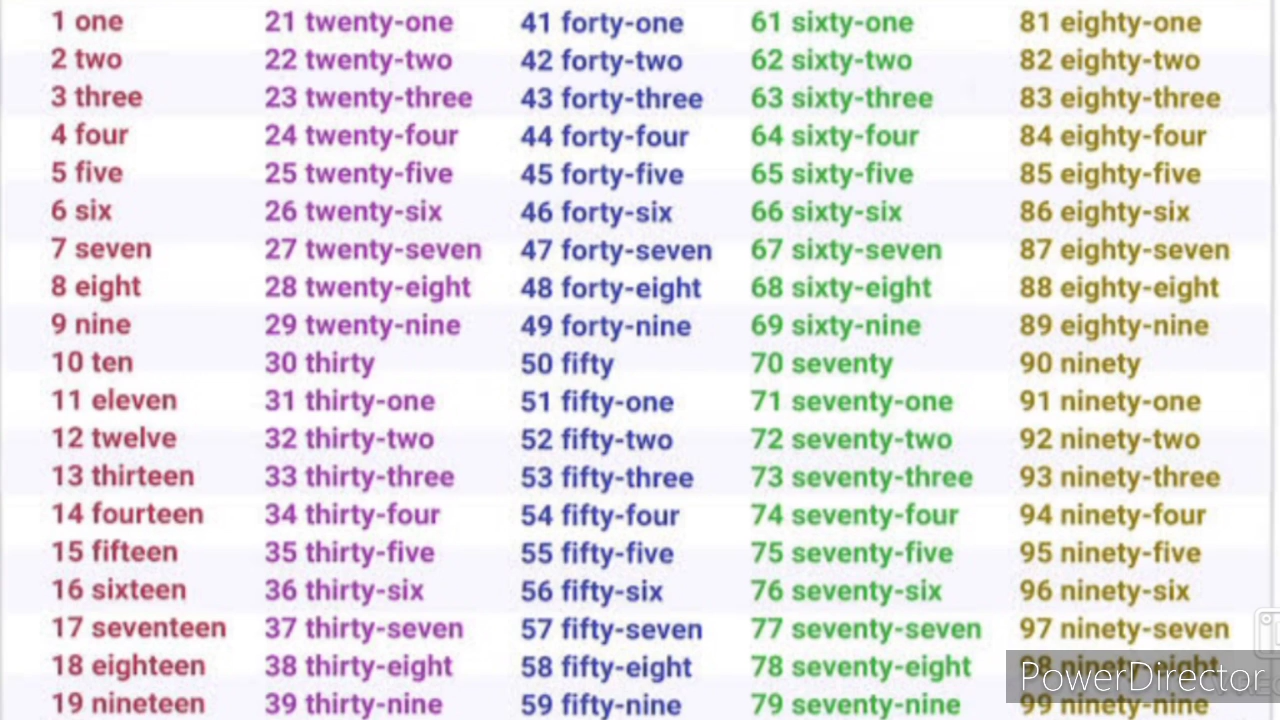 1 one
2 two
3 three
4 four
5 five
6 six
7 seven
8 eight
9 nine
10 ten
11 eleven
12 twelve
13 thirteen
14 fourteen
15 fifteen
16 sixteen
17 seventeen
18 eighteen
19 nineteen
21 twenty-one
22 twenty-two
23 twenty-three
24 twenty-four
25 twenty-five
26 twenty-six
27 twenty-seven
28 twenty-eight
29 twenty-nine
30 thirty
31 thirty-one
32 thirty-two
33 thirty-three
34 thirty-four
35 thirty-five
36 thirty-six
37 thirty-seven
38 thirty-eight
39 thirty-nine
41 forty-one
42 forty-two
43 forty-three
44 forty-four
45 forty-five
46 forty-six
47 forty-seven
48 forty-eight
49 forty-nine
50 fifty
51 fifty-one
52 fifty-two
53 fifty-three
54 fifty-four
55 fifty-five
56 fifty-six
57 fifty-seven
58 fifty-eight
59 fifty-nine
61 sixty-one
62 sixty-two
63 sixty-three
64 sixty-four
65 sixty-five
66 sixty-six
67 sixty-seven
68 sixty-eight
69 sixty-nine
70 seventy
71 seventy-one
72 seventy-two
73 seventy-three
74 seventy-four
75 seventy-five
76 seventy-six
77 seventy-seven
78 seventy-eight
79 seventy-nine
81 eighty-one
82 eighty-two
83 eighty-three
84 eighty-four
85 eighty-five
86 eighty-six
87 eighty-seven
88 eighty-eight
89 eighty-nine
90 ninety
91 ninety-one
92 ninety-two
93 ninety-three
94 ninety-four
95 ninety-five
96 ninety-six
97 ninety-seven
98 ninety-eight
99 ninety-nine
PowerDirector